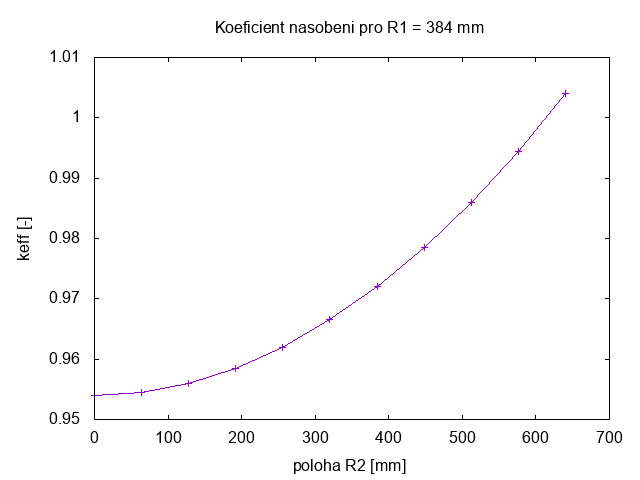 Koeficient nasobeni pro R1 = 384 mm
1.01
1
0.99
0.98
0.97
0.96
0.95
keff [-]
0 100 200 300 400 500 600 700
poloha R2 [mm]